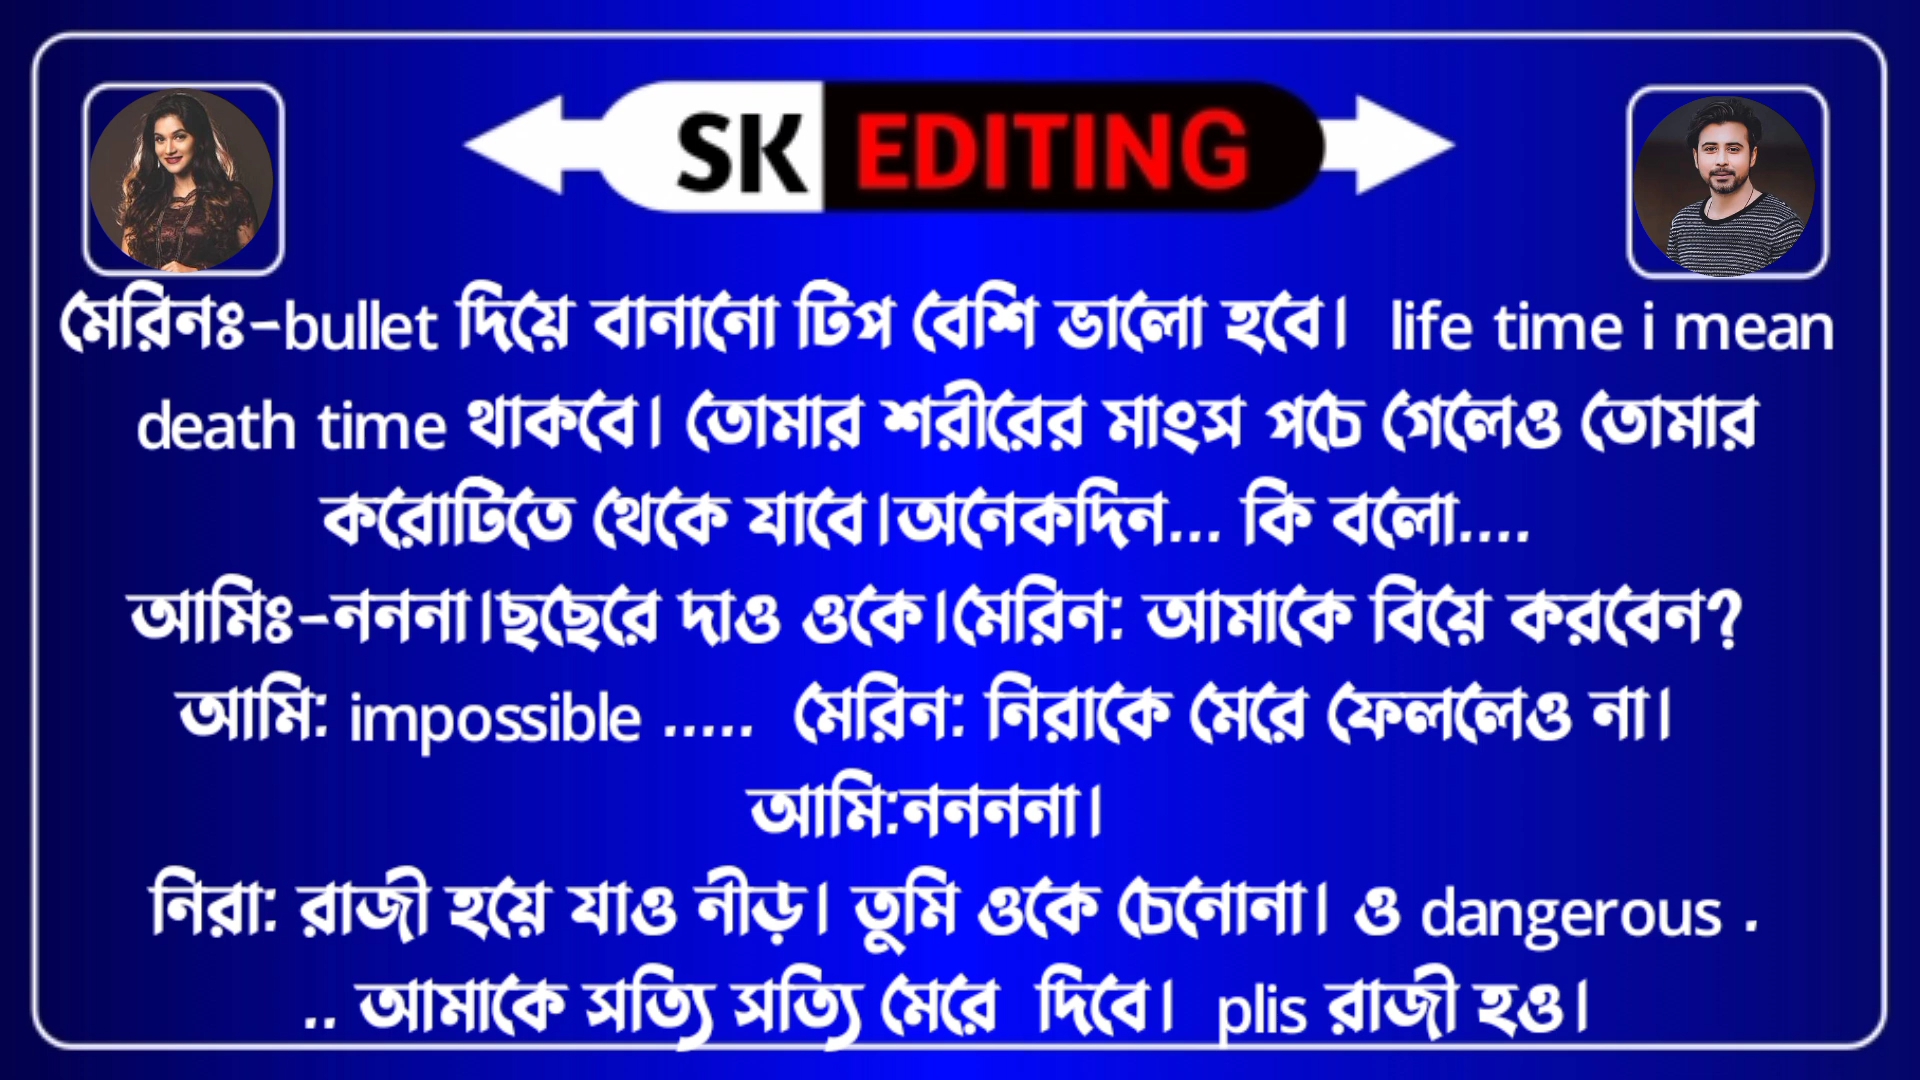 SK EDITING
মেরিনঃ-bullet দিয়ে বানানো টিপ বেশি ভালো হবে। life time i mean
death time থাকবে। তোমার শরীরের মাংস পচে গেলেও তোমার
করোটিতে থেকে যাবে।অনেকদিন... কি বলো....
আমিঃ-নননা।ছছেরে দাও ওকে।মেরিন: আমাকে বিয়ে করবেন?
আমি: impossible ..... মেরিন: নিরাকে মেরে ফেললেও না।
আমি:ননননা।
নিরা: রাজী হয়ে যাও নীড়। তুমি ওকে চেনোনা। ও dangerous .
.. আমাকে সত্যি সত্যি মেরে দিবে। plis রাজী হও।